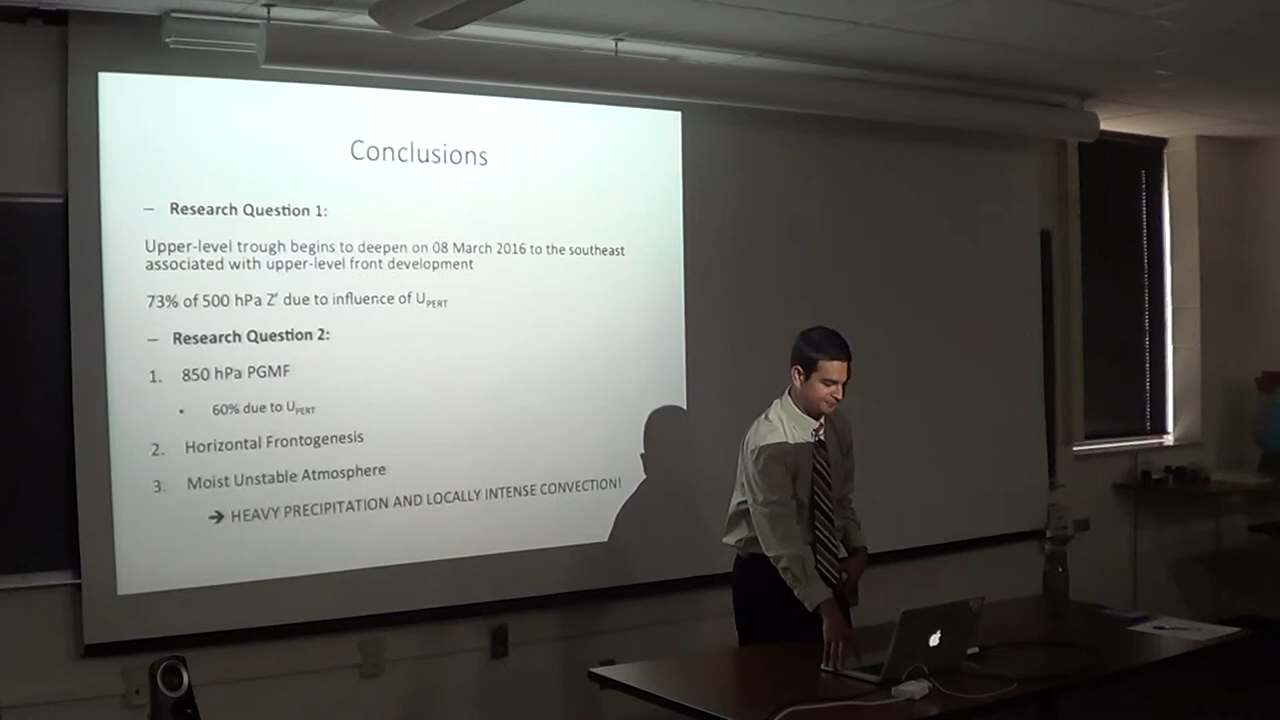 Conclusions
– Research Question 1:
Upper-level trough begins to deepen on 08 March 2016 to the southeast
associated with upper-level front development
73% of 500 hPa Z’ due to influence of UPERT
– Research Question 2:
1. 850 hPa PGMF
▪ 60% due to UPERT
2. Horizontal Frontogenesis
3. Moist Unstable Atmosphere
➔ HEAVY PRECIPITATION AND LOCALLY INTENSE CONVECTION!